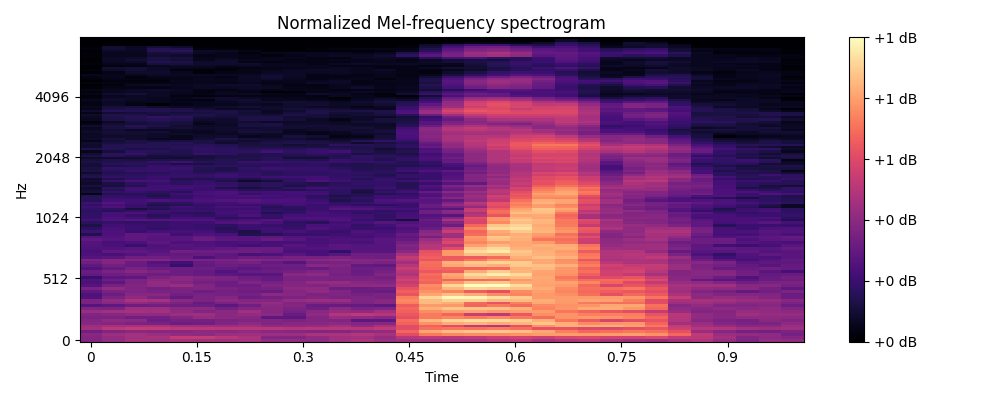 Normalized Mel-frequency spectrogram
Hz
4096
2048
1024
512
0
0 0.15 0.3 0.45 0.6 0.75 0.9
Time
+1 dB
+1 dB
+1 dB
+0 dB
+0 dB
+0 dB